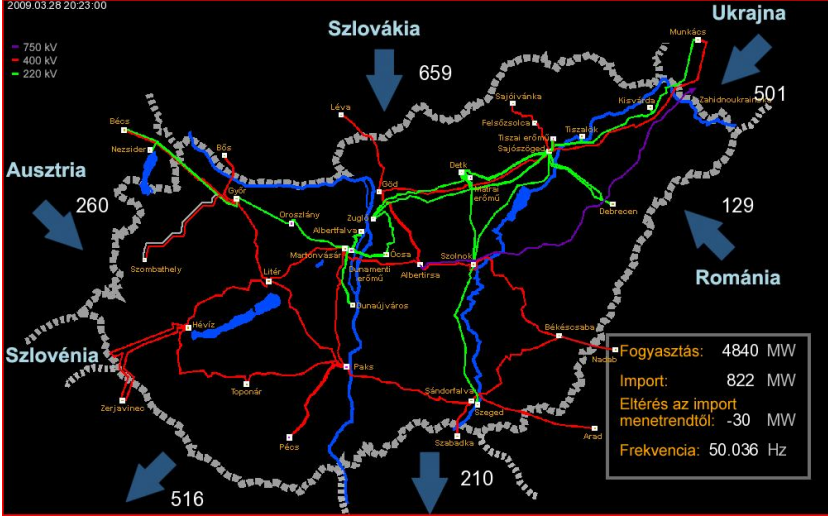 2009.03.28 20:23:00
750 kV
400 kV
220 kV
Szlovákia
659
Ukrajna
501
Ausztria
260
129
Románia
Szlovénia
516
210
Munkács
Sajóivánka
Kisvárda
Léva
Felsőzsolca
Bécs
Tiszai erőmű
Tiszalök
Nezsider
Bős
Sajószöged
Detk
Mátrai
erőmű
Győr
Göd
Debrecen
Oroszlány
Zugló
Albertfalva
Martonvásár
Ócsa
Szombathely
Dunamenti
erőmű
Albertirsa
Szolnok
Litér
Dunaújváros
Hévíz
Békéscsaba
Nadab
Paks
Toponár
Sándorfalva
Zerjavinec
Szeged
Pécs
Szabadka
Arad
Fogyasztás: 4840 MW
Import: 822 MW
Eltérés az import
menetrendtől: -30 MW
Frekvencia: 50.036 Hz